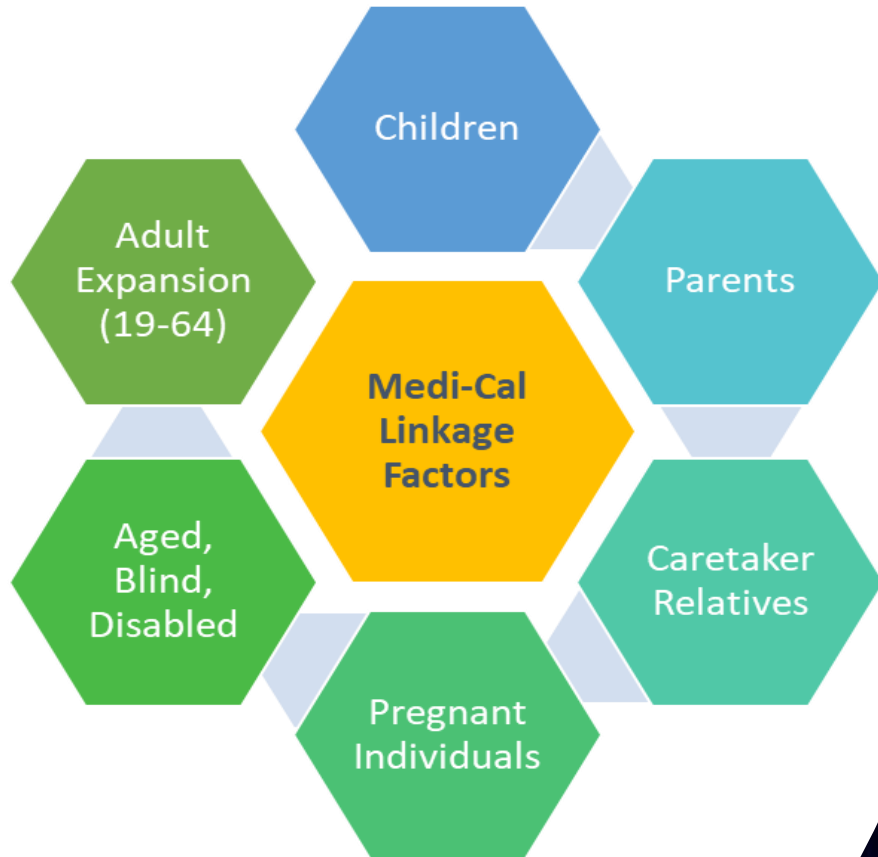 Children
Parents
Caretaker
Relatives
Pregnant
Individuals
Aged,
Blind,
Disabled
Adult
Expansion
(19-64)
Medi-Cal
Linkage
Factors